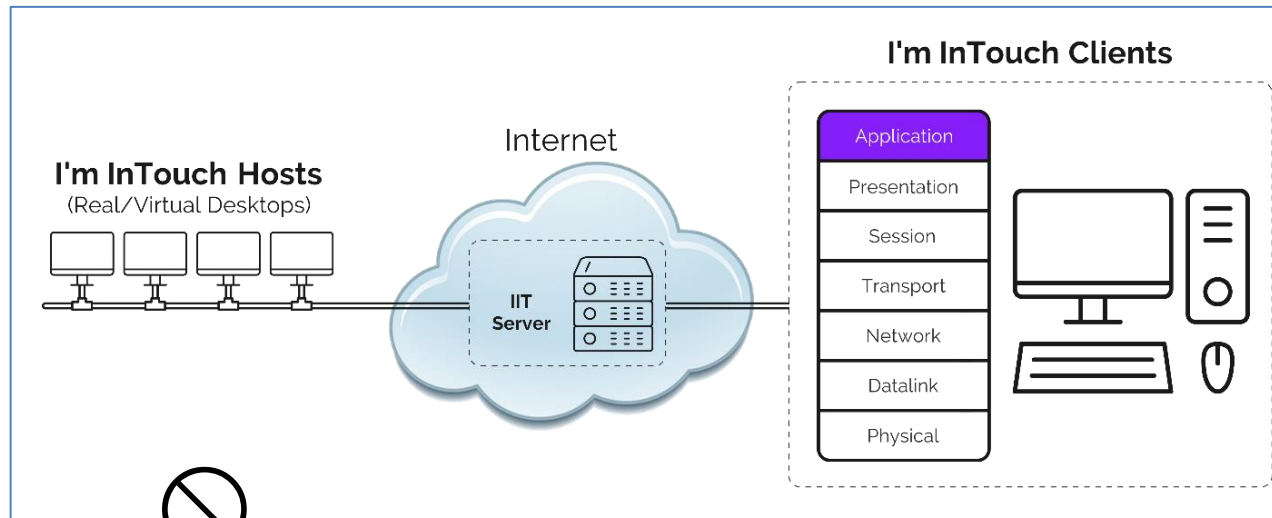 I'm InTouch Clients
Internet
I'm InTouch Hosts
(Real/Virtual Desktops)
IIT
Server
Application
Presentation
Session
Transport
Network
Datalink
Physical